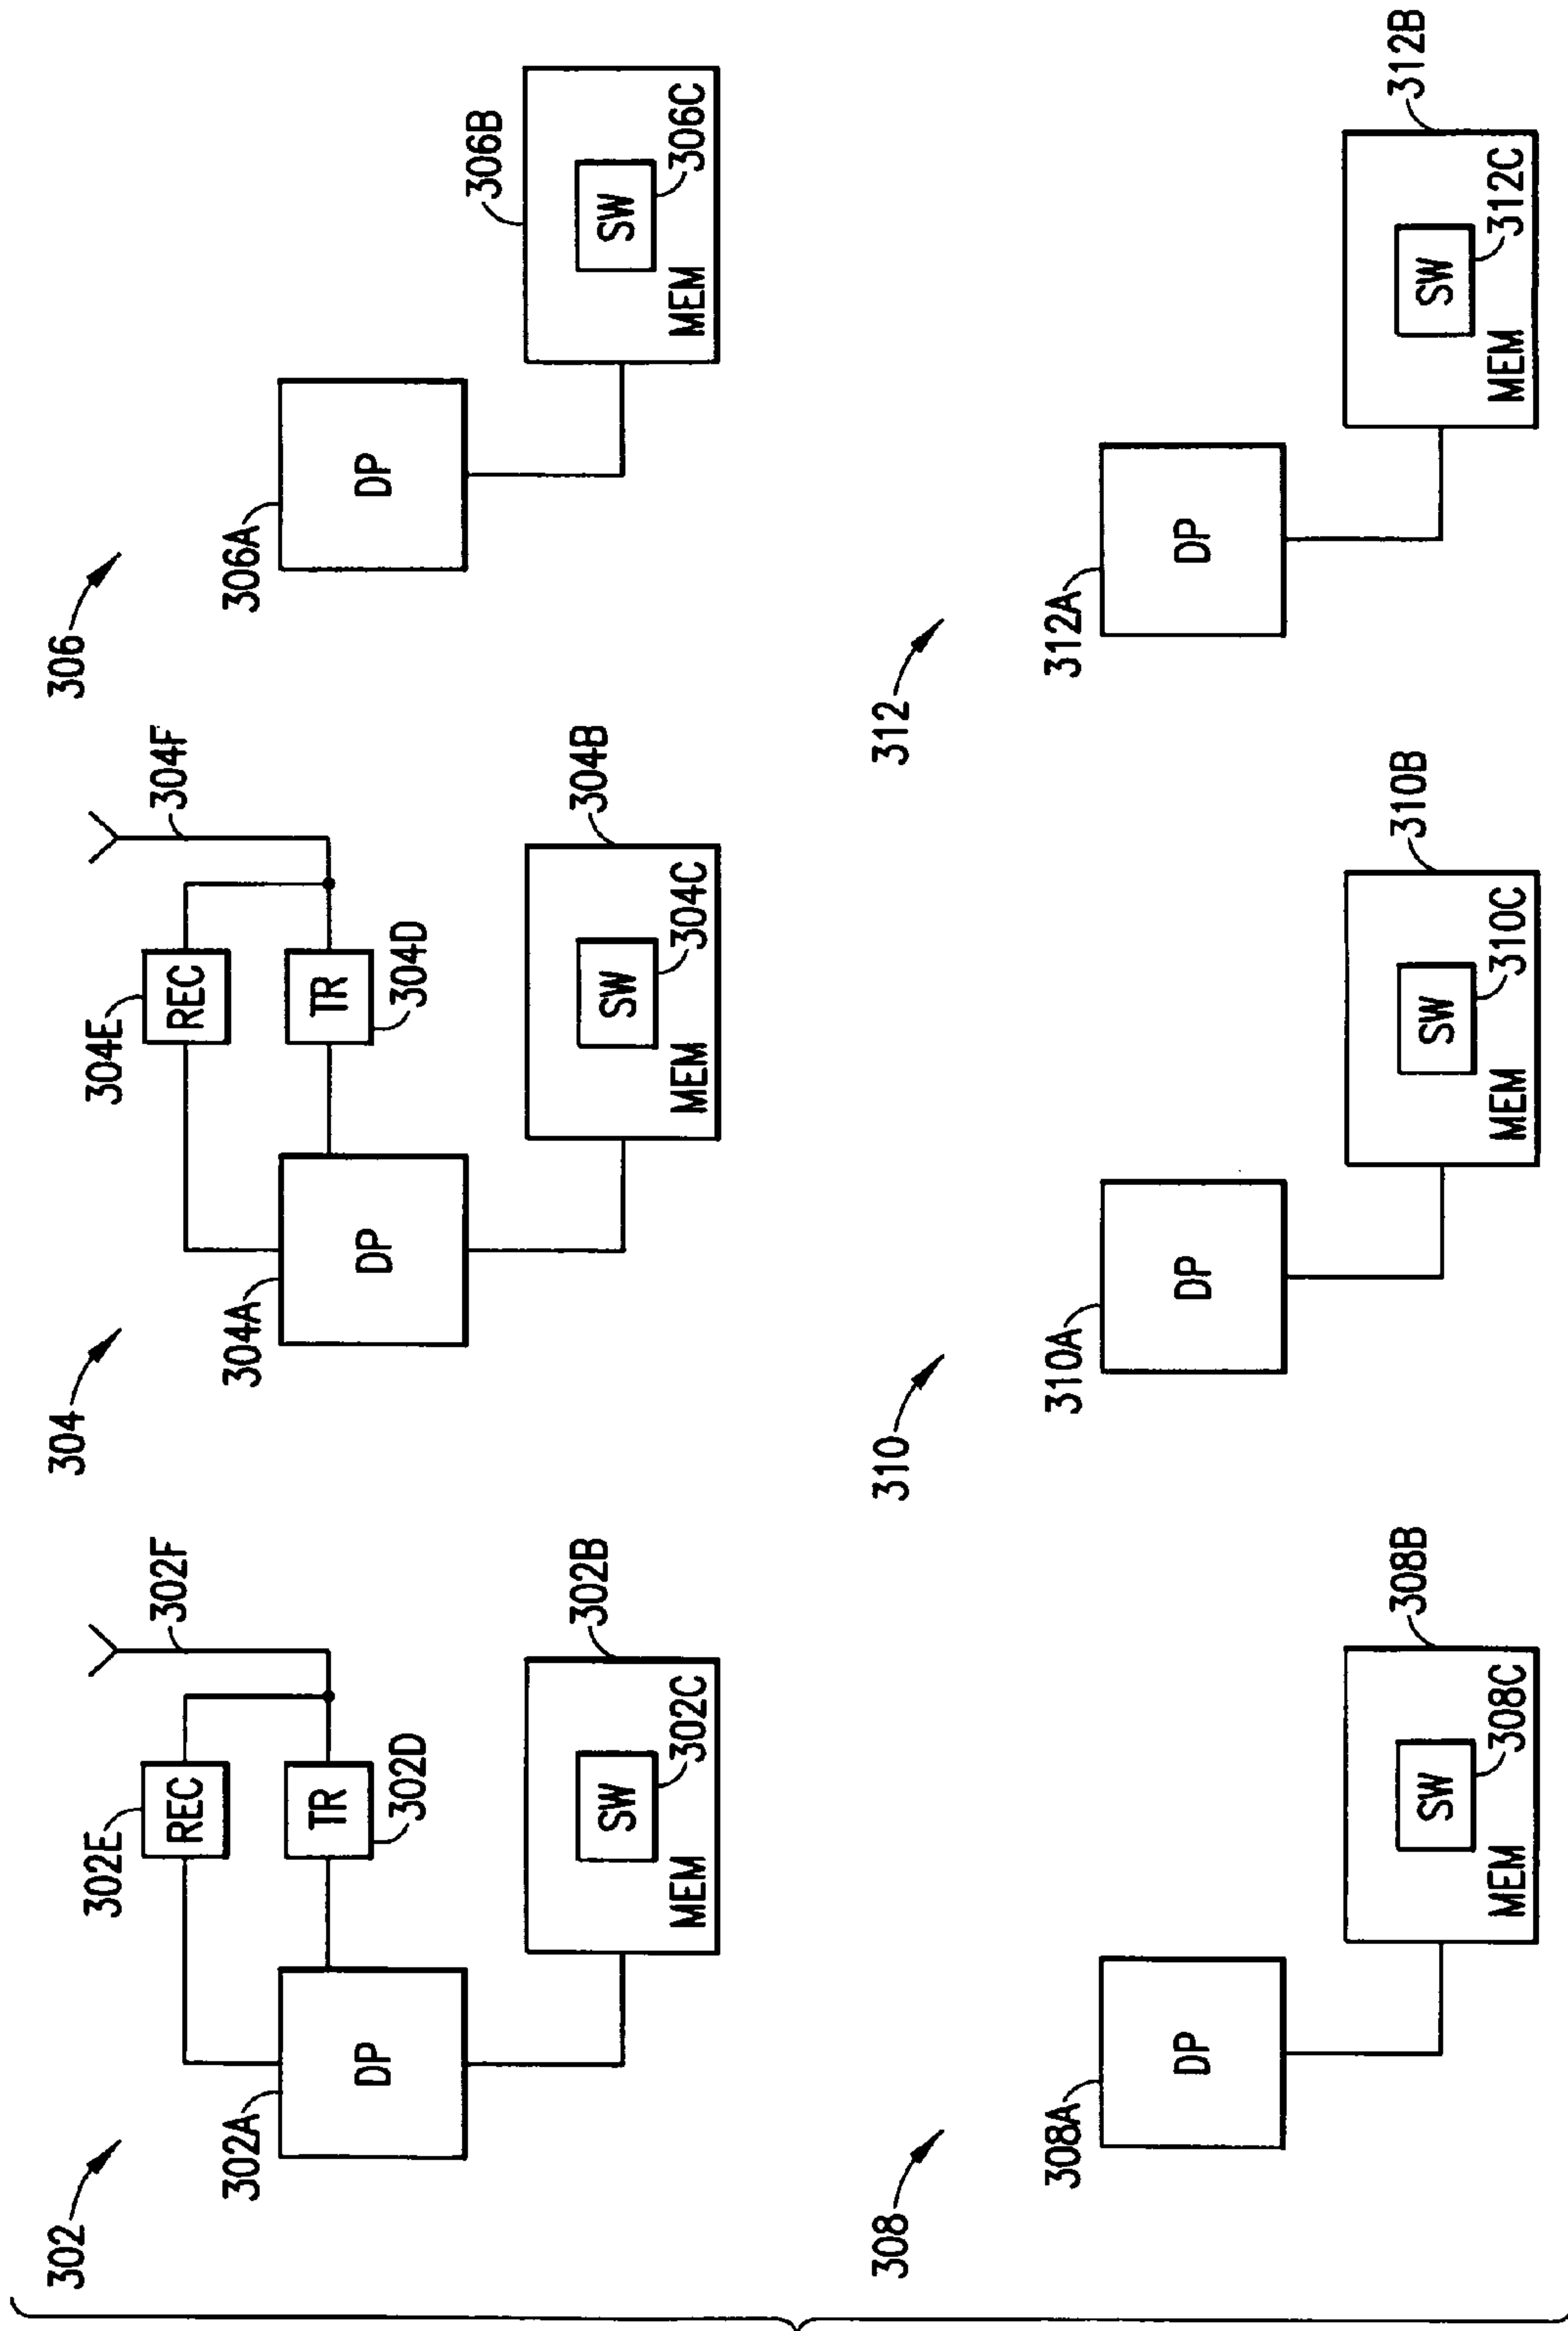 302
302A
DP
302E
REC
TR
302D
302F
302B
SW
302C
MEM
304
304A
DP
304E
REC
TR
304D
304F
304B
SW
304C
MEM
306
306A
DP
306B
SW
306C
MEM
308
308A
DP
308B
SW
308C
MEM
310
310A
DP
310B
SW
310C
MEM
312
312A
DP
312B
SW
312C
MEM